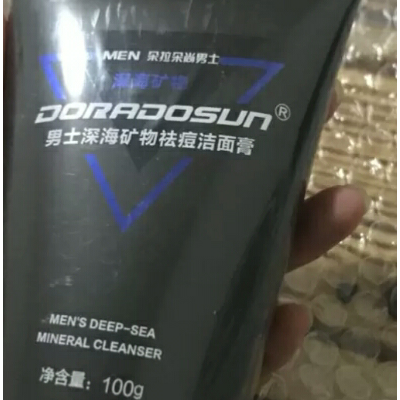 MEN 朵拉朵尚男士
深海矿物
DORADOSUN®
男士深海矿物祛痘洁面膏
MEN'S DEEP-SEA
MINERAL CLEANSER
净含量：100g